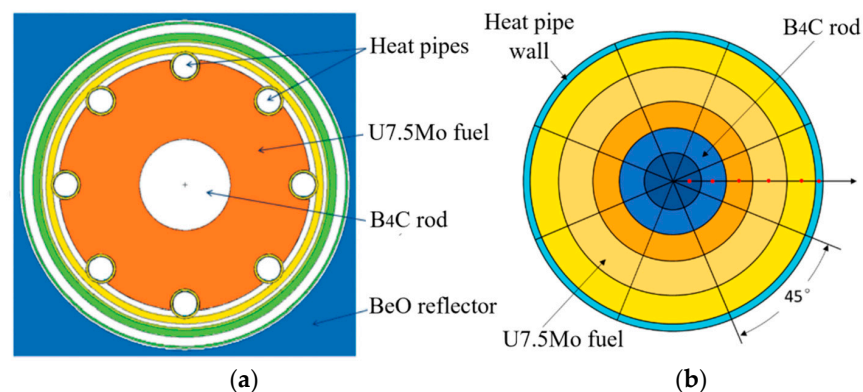 Heat pipes
U7.5Mo fuel
B4C rod
BeO reflector
(a)
Heat pipe
wall
B4C rod
45°
U7.5Mo fuel
(b)